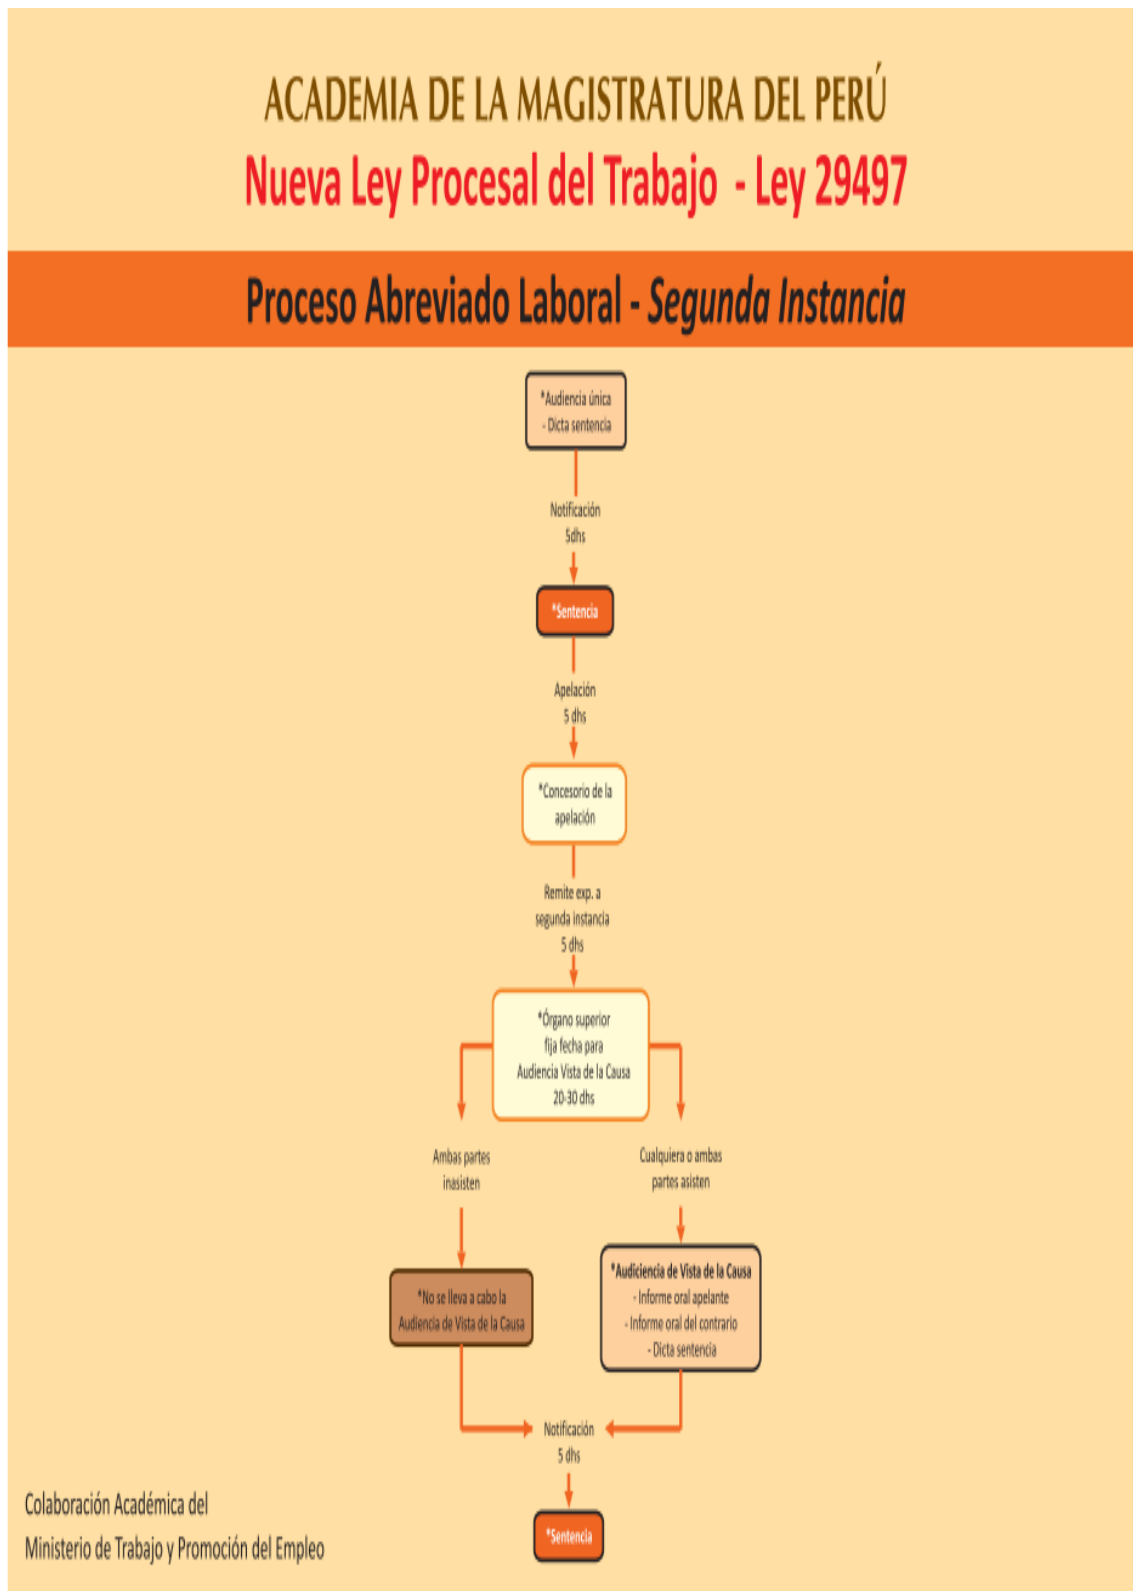 ACADEMIA DE LA MAGISTRATURA DEL PERÚ
Nueva Ley Procesal del Trabajo - Ley 29497
Proceso Abreviado Laboral - Segunda Instancia
*Audiencia única
- Dicta sentencia
Notificación
5dhs
*Sentencia
Apelación
5 dhs
*Concesorio de la
apelación
Remite exp. a
segunda instancia
5 dhs
*Órgano superior
fija fecha para
Audiencia Vista de la Causa
20-30 dhs
Ambas partes
inasisten
Cualquiera o ambas
partes asisten
*No se lleva a cabo la
Audiencia de Vista de la Causa
*Audiciencia de Vista de la Causa
- Informe oral apelante
- Informe oral del contrario
- Dicta sentencia
Notificación
5 dhs
*Sentencia
Colaboración Académica del
Ministerio de Trabajo y Promoción del Empleo